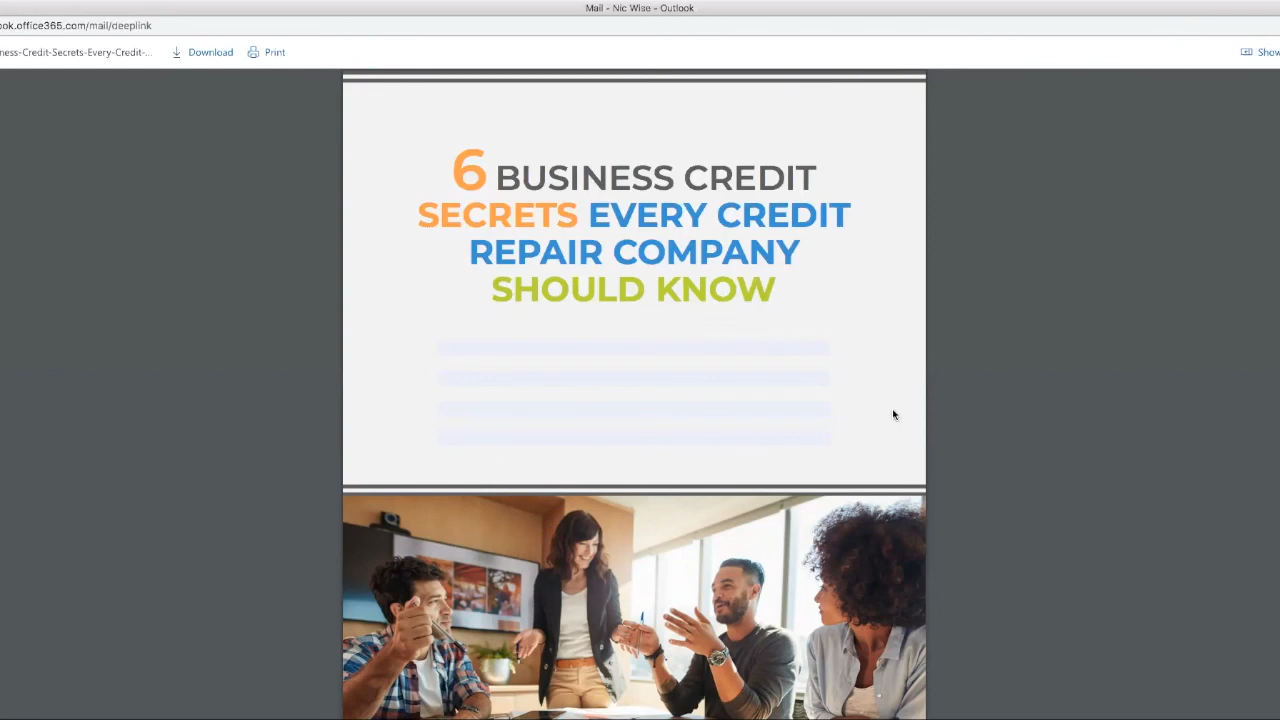 Mail - Nic Wise - Outlook
ook.office365.com/mail/deeplink
ness-Credit-Secrets-Every-Credit-... Download Print Show
6 BUSINESS CREDIT
SECRETS EVERY CREDIT
REPAIR COMPANY
SHOULD KNOW